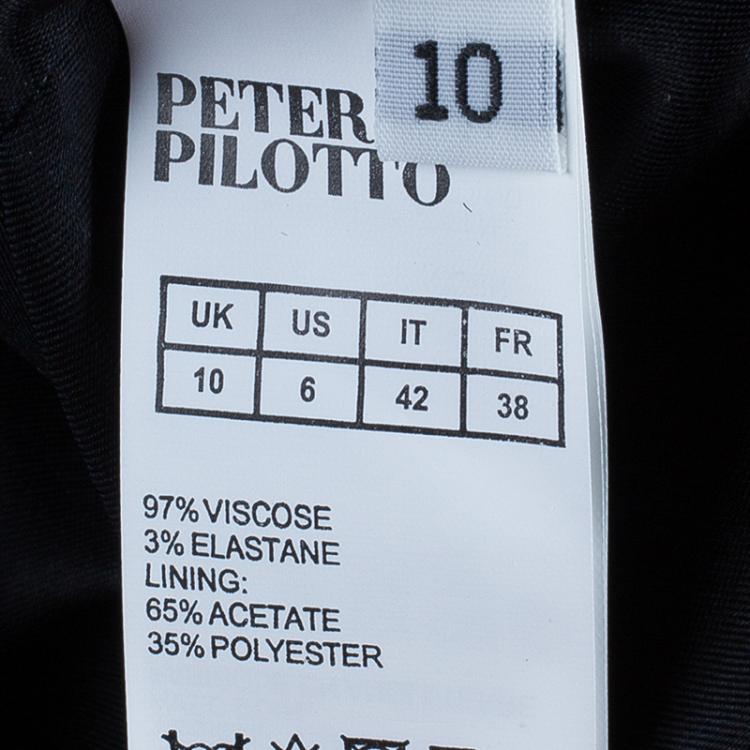 10
PETER
PILOTTO
UK US IT FR
10 6 42 38
97% VISCOSE
3% ELASTANE
LINING:
65% ACETATE
35% POLYESTER